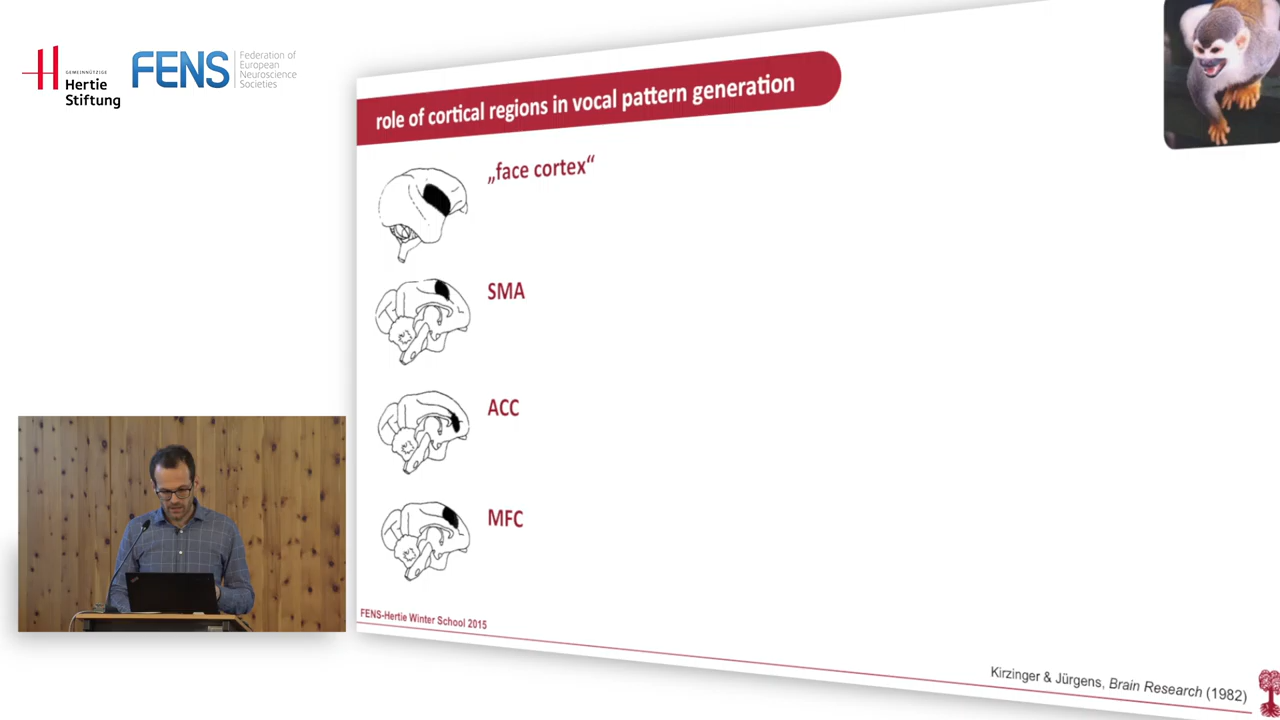 GEMEINNÜTZIGE
Hertie
Stiftung
FENS
Federation of
European
Neuroscience
Societies
role of cortical regions in vocal pattern generation
„face cortex“
SMA
ACC
MFC
FENS-Hertie Winter School 2015
Kirzinger & Jürgens, Brain Research (1982)